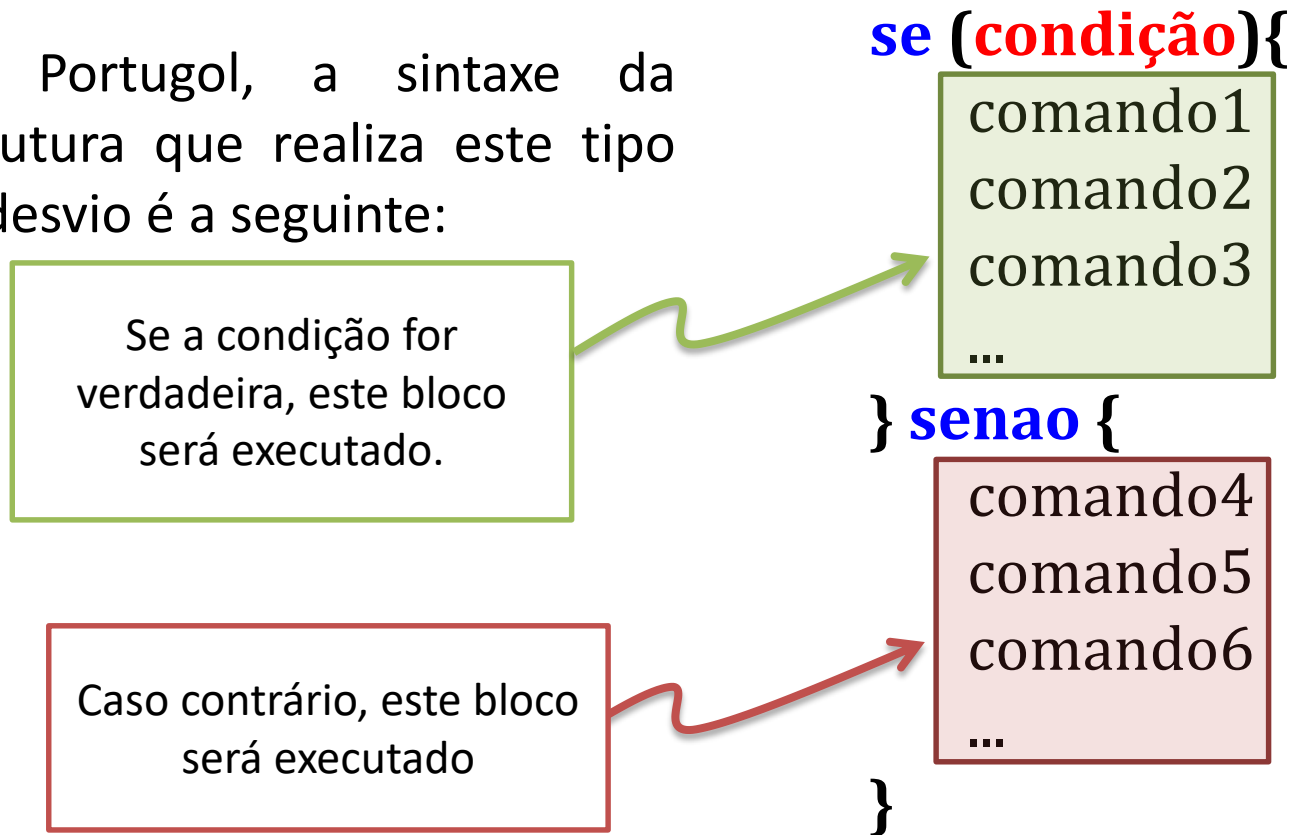 Portugol, a sintaxe da
utura que realiza este tipo
desvio é a seguinte:
Se a condição for
verdadeira, este bloco
será executado.
Caso contrário, este bloco
será executado
se (condição){
comando1
comando2
comando3
...
} senao {
comando4
comando5
comando6
...
}